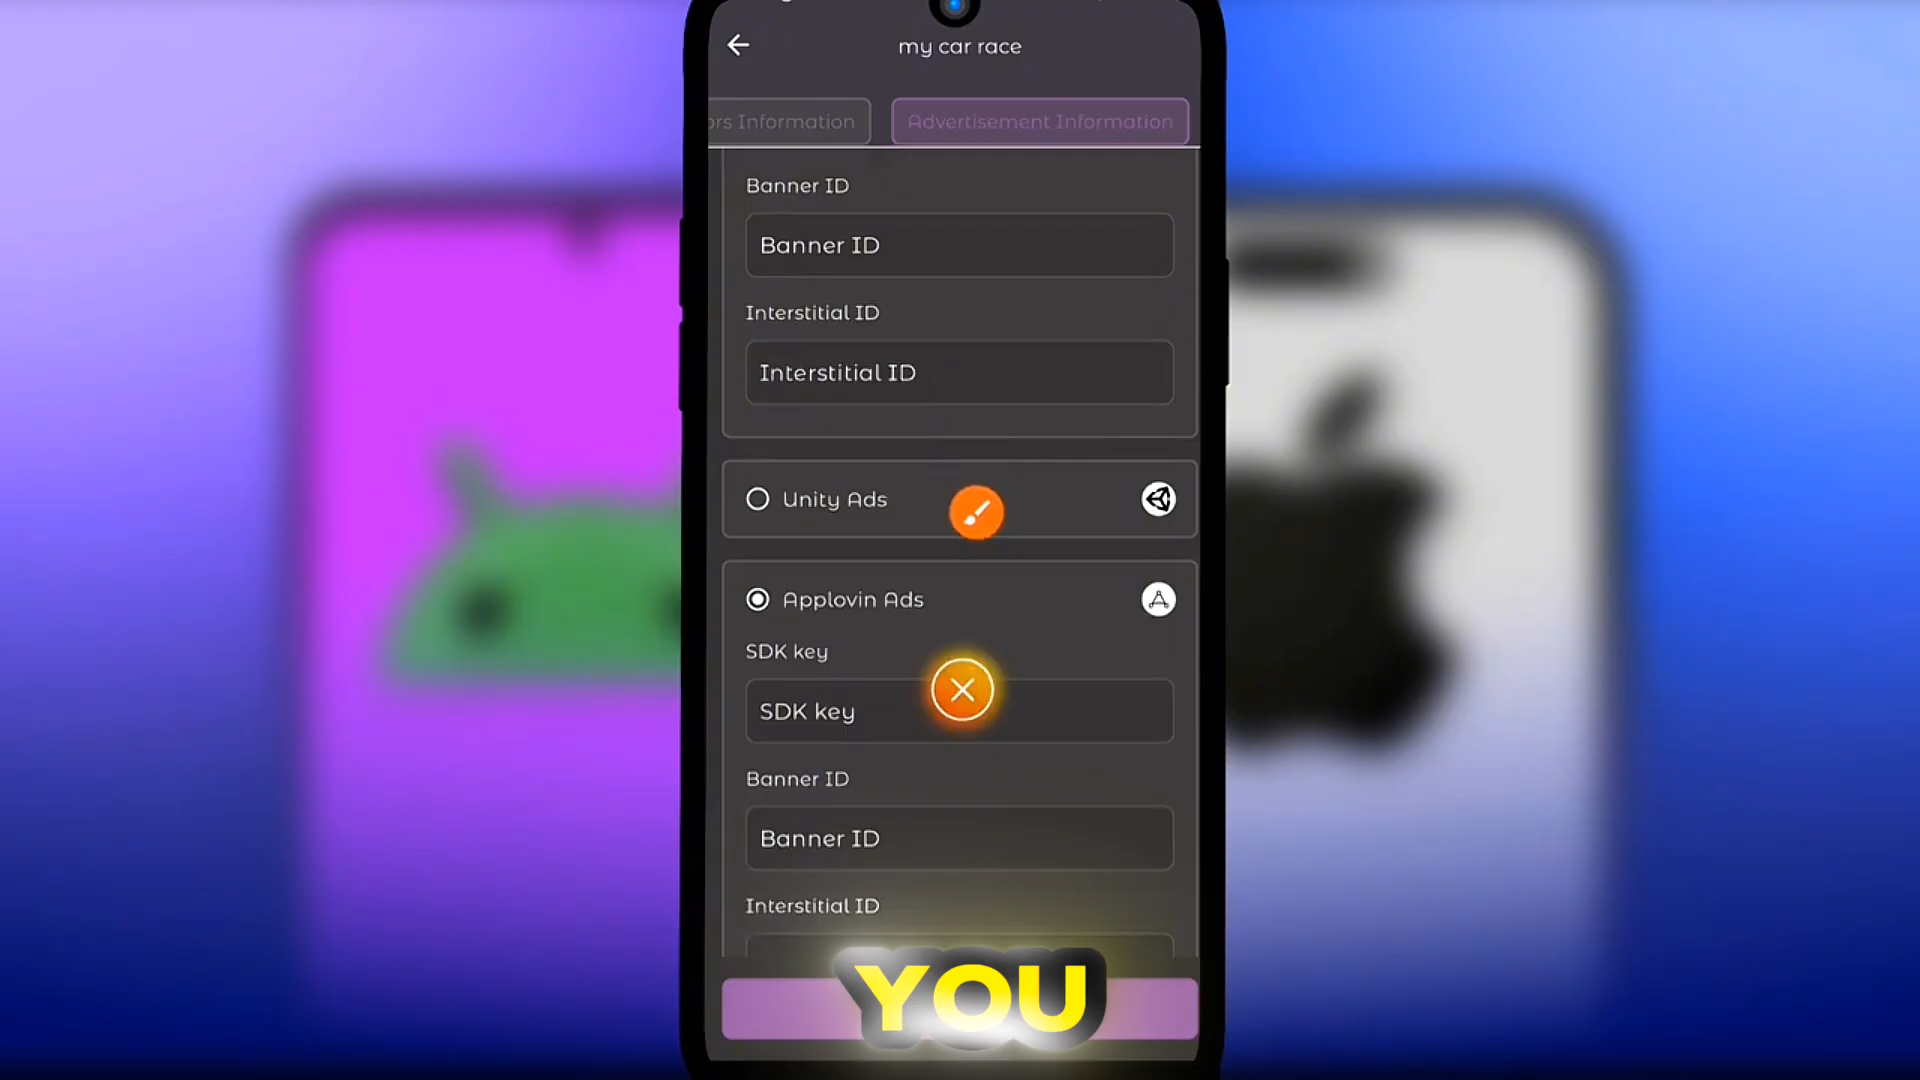 my car race
ors Information
Advertisement Information
Banner ID
Banner ID
Interstitial ID
Interstitial ID
Unity Ads
Applovin Ads
SDK key
SDK key
Banner ID
Banner ID
Interstitial ID
YOU